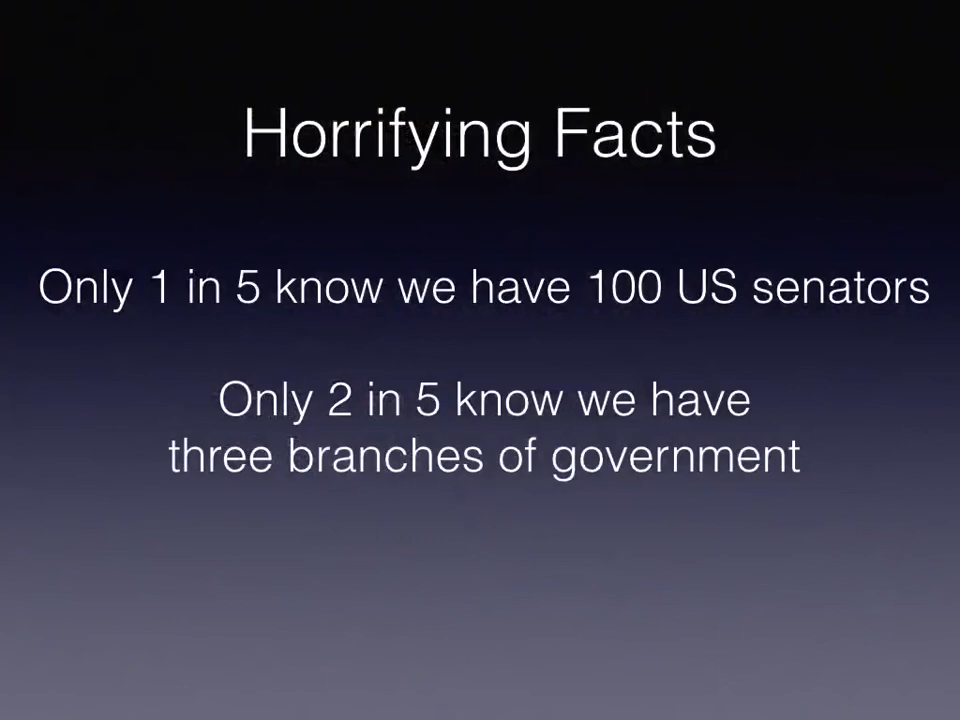 Horrifying Facts
Only 1 in 5 know we have 100 US senators
Only 2 in 5 know we have
three branches of government